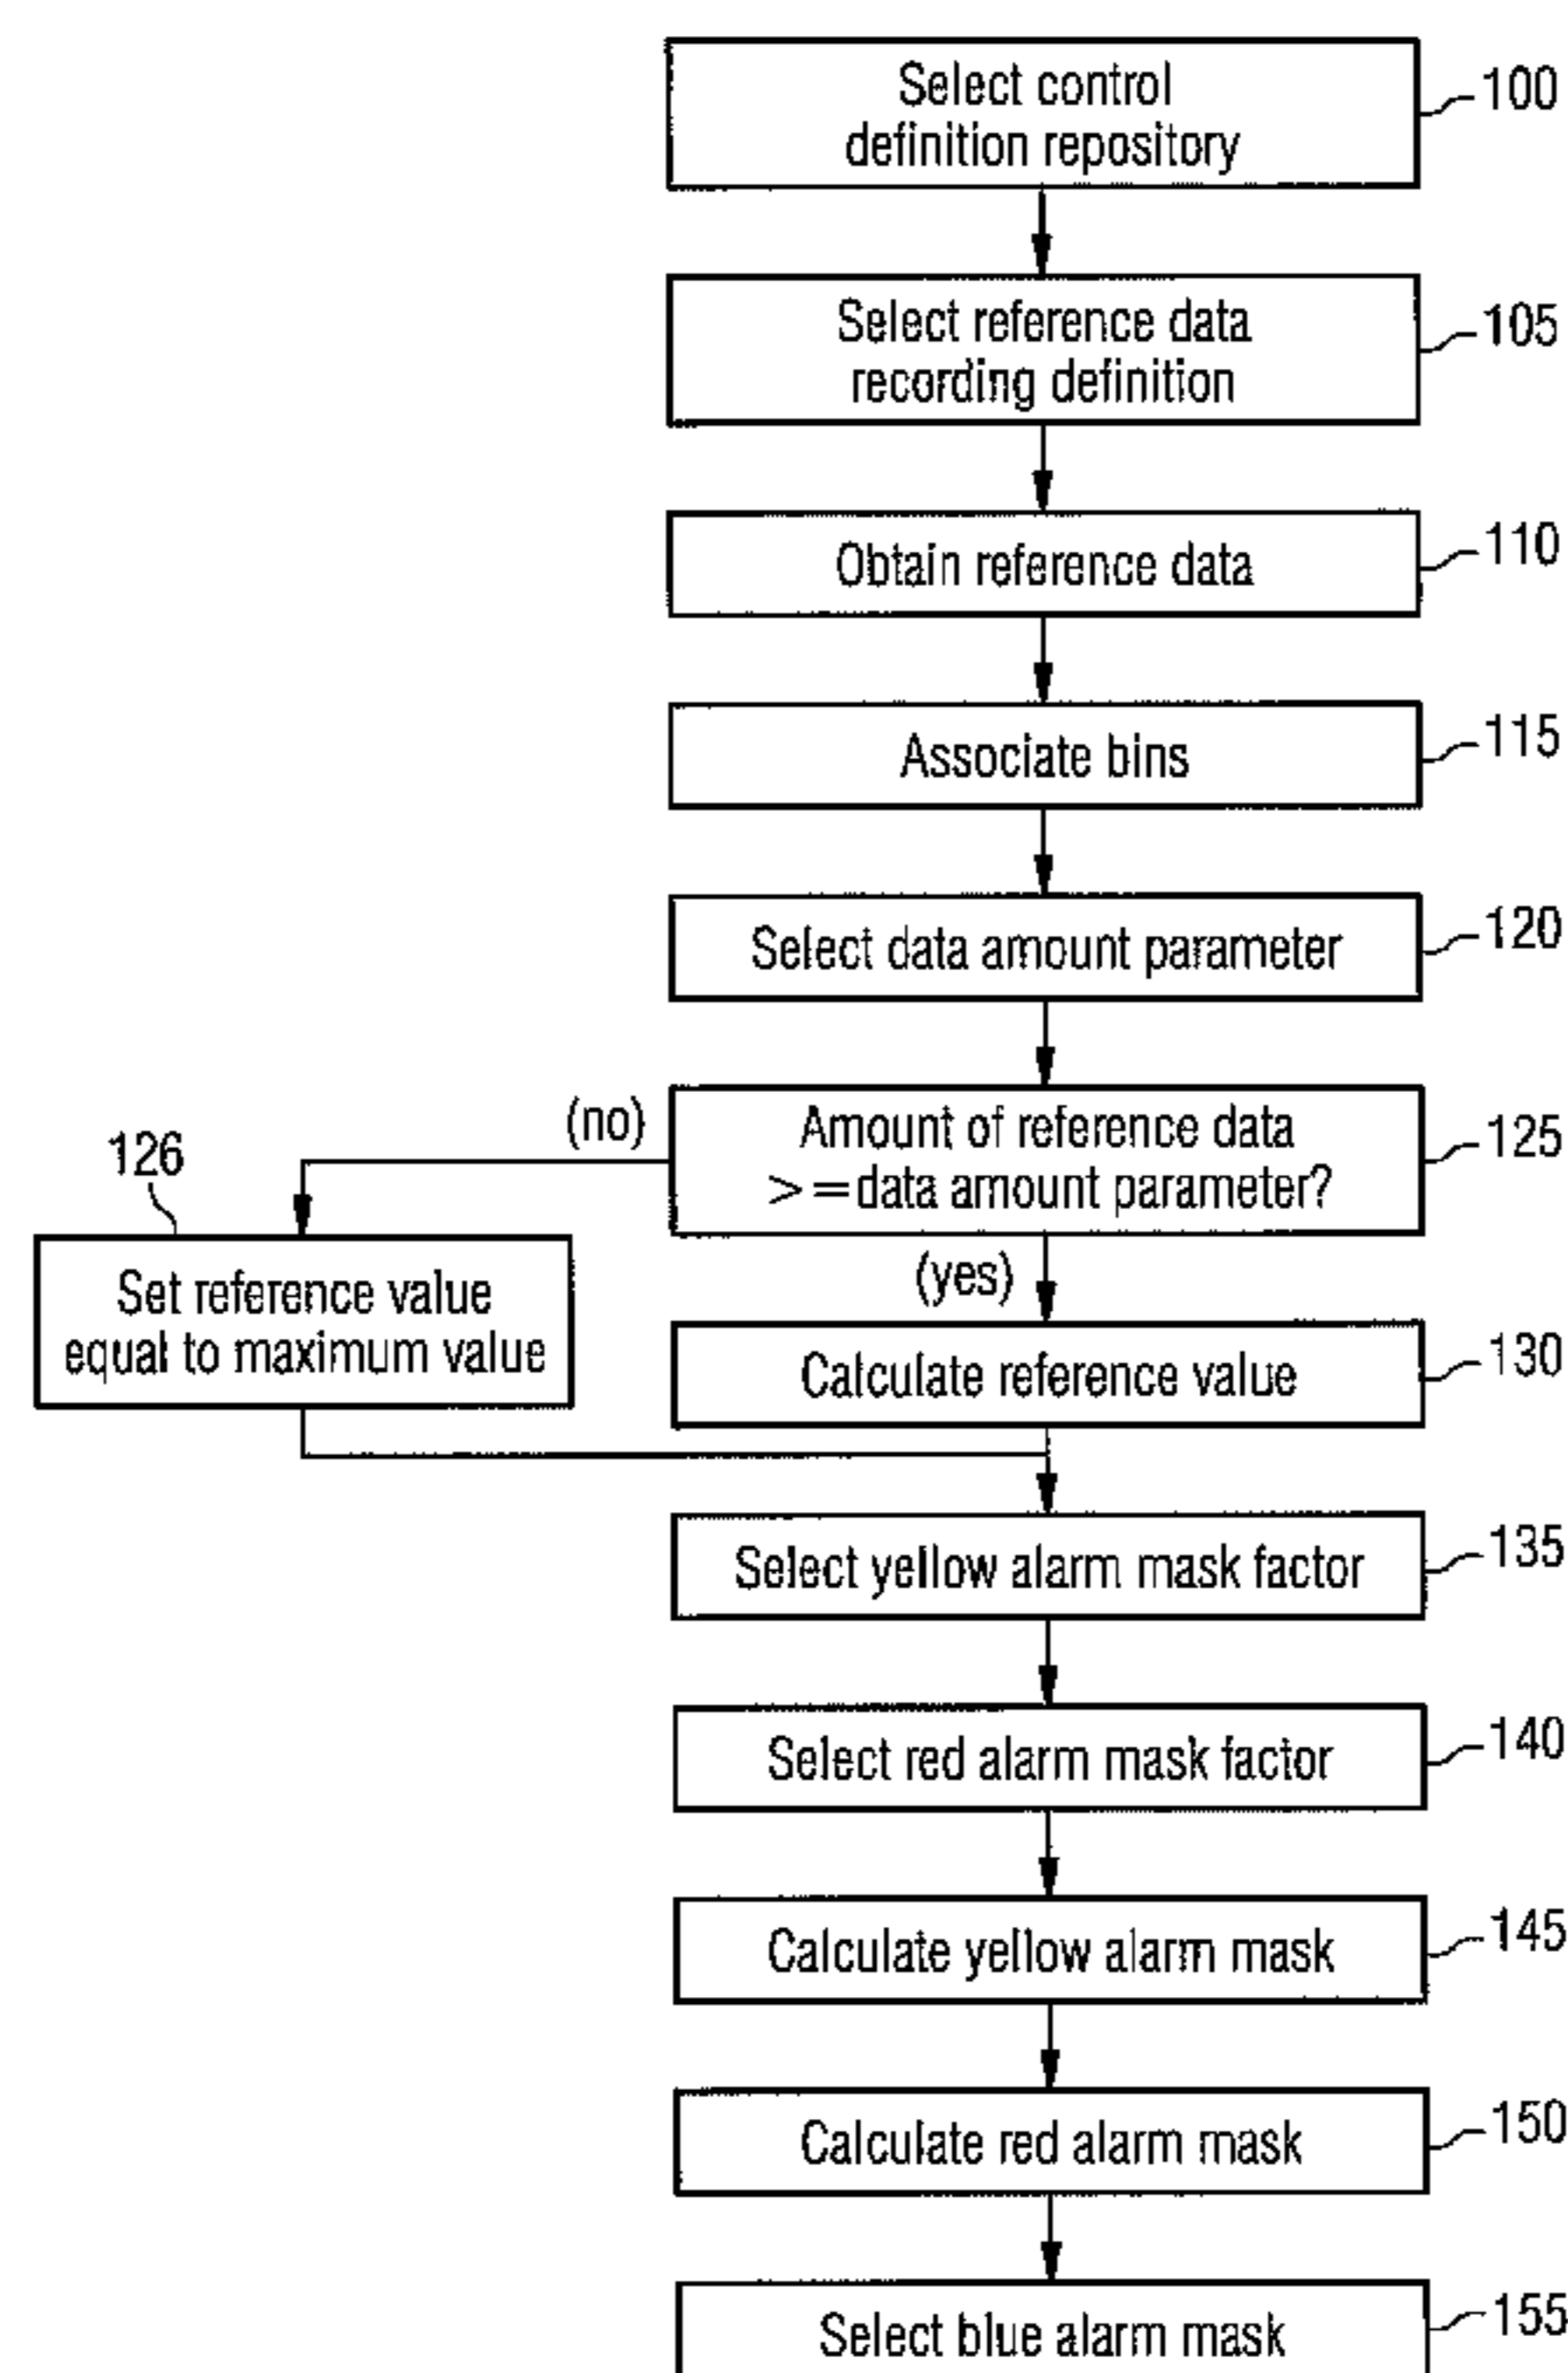 Select control
definition repository
100
Select reference data
recording definition
105
Obtain reference data
110
Associate bins
115
Select data amount parameter
120
(no)
Amount of reference data
>=data amount parameter?
125
126
Set reference value
equal to maximum value
(yes)
Calculate reference value
130
Select yellow alarm mask factor
135
Select red alarm mask factor
140
Calculate yellow alarm mask
145
Calculate red alarm mask
150
Select blue alarm mask
155